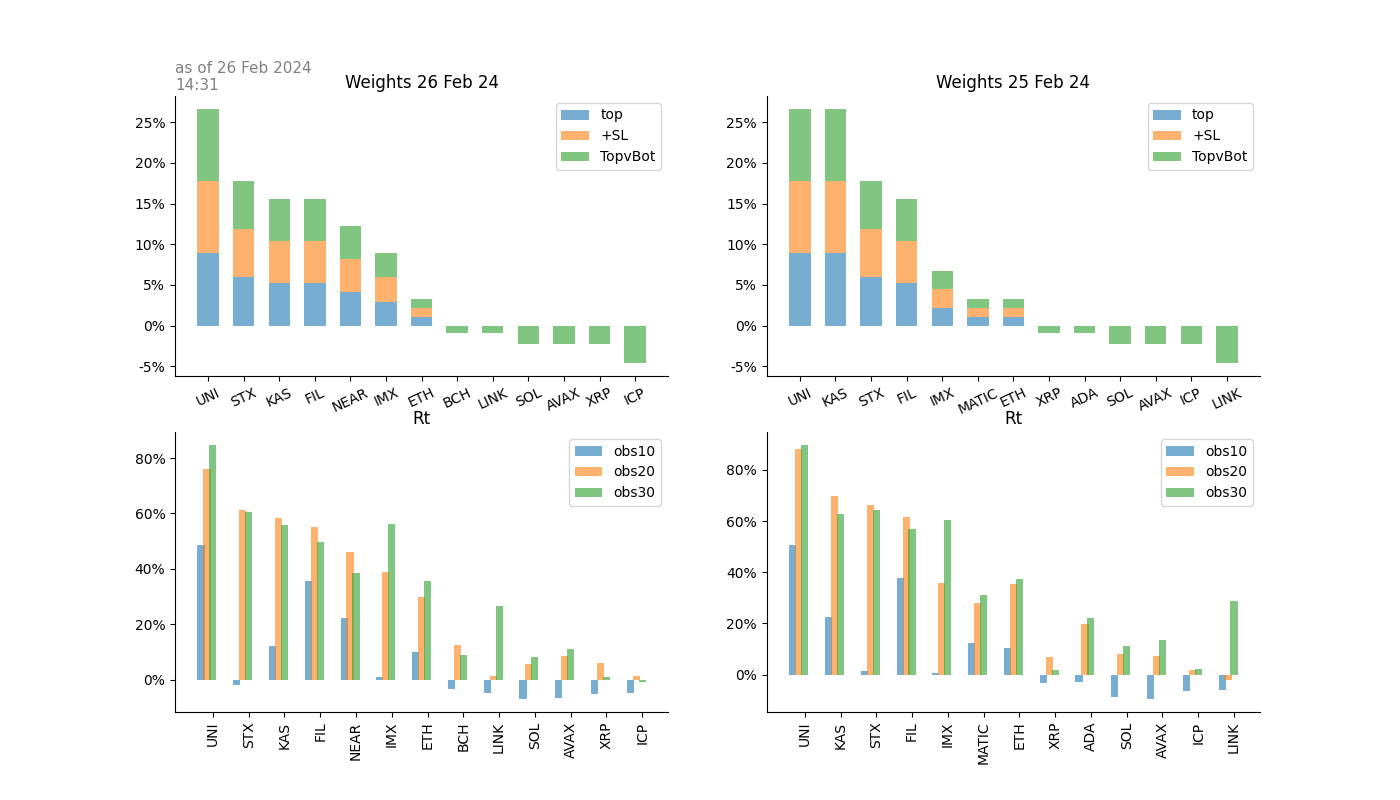 as of 26 Feb 2024
14:31
Weights 26 Feb 24
25%
20%
15%
10%
5%
0%
-5%
top
+SL
TopvBot
UNI STX KAS FIL NEAR IMX ETH BCH LINK SOL AVAX XRP ICP
Weights 25 Feb 24
25%
20%
15%
10%
5%
0%
-5%
top
+SL
TopvBot
UNI KAS STX FIL IMX MATIC ETH XRP ADA SOL AVAX ICP LINK
Rt
80%
60%
40%
20%
0%
obs10
obs20
obs30
UNI STX KAS FIL NEAR IMX ETH BCH LINK SOL AVAX XRP ICP
Rt
80%
60%
40%
20%
0%
obs10
obs20
obs30
UNI KAS STX FIL IMX MATIC ETH XRP ADA SOL AVAX ICP LINK